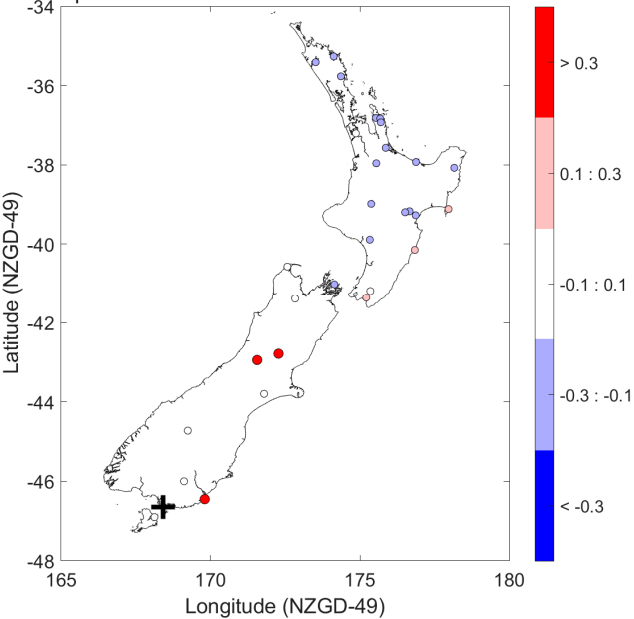 -34
-36
-38
-40
-42
-44
-46
-48
165
170
175
180
Latitude (NZGD-49)
Longitude (NZGD-49)
> 0.3
0.1 : 0.3
-0.1 : 0.1
-0.3 : -0.1
< -0.3